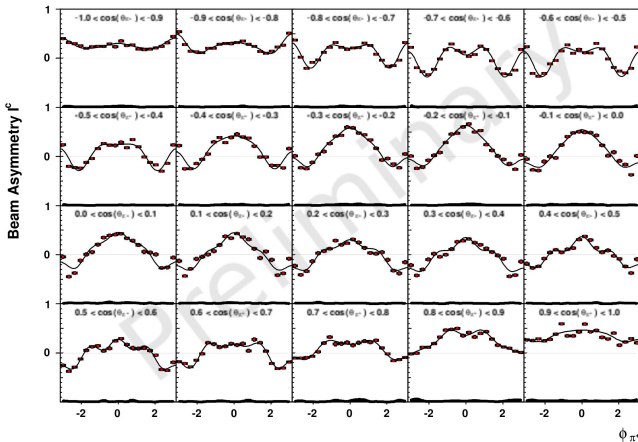 1
-1.0 < cos(θπ⁺) < -0.9
-0.9 < cos(θπ⁺) < -0.8
-0.8 < cos(θπ⁺) < -0.7
-0.7 < cos(θπ⁺) < -0.6
-0.6 < cos(θπ⁺) < -0.5
0
1
-0.5 < cos(θπ⁺) < -0.4
-0.4 < cos(θπ⁺) < -0.3
-0.3 < cos(θπ⁺) < -0.2
-0.2 < cos(θπ⁺) < -0.1
-0.1 < cos(θπ⁺) < 0.0
0
Beam Asymmetry Iᶜ
1
0.0 < cos(θπ⁺) < 0.1
0.1 < cos(θπ⁺) < 0.2
0.2 < cos(θπ⁺) < 0.3
0.3 < cos(θπ⁺) < 0.4
0.4 < cos(θπ⁺) < 0.5
0
1
0.5 < cos(θπ⁺) < 0.6
0.6 < cos(θπ⁺) < 0.7
0.7 < cos(θπ⁺) < 0.8
0.8 < cos(θπ⁺) < 0.9
0.9 < cos(θπ⁺) < 1.0
0
-2 0 2 -2 0 2 -2 0 2 -2 0 2 -2 0 2
ϕπ⁺
Preliminary